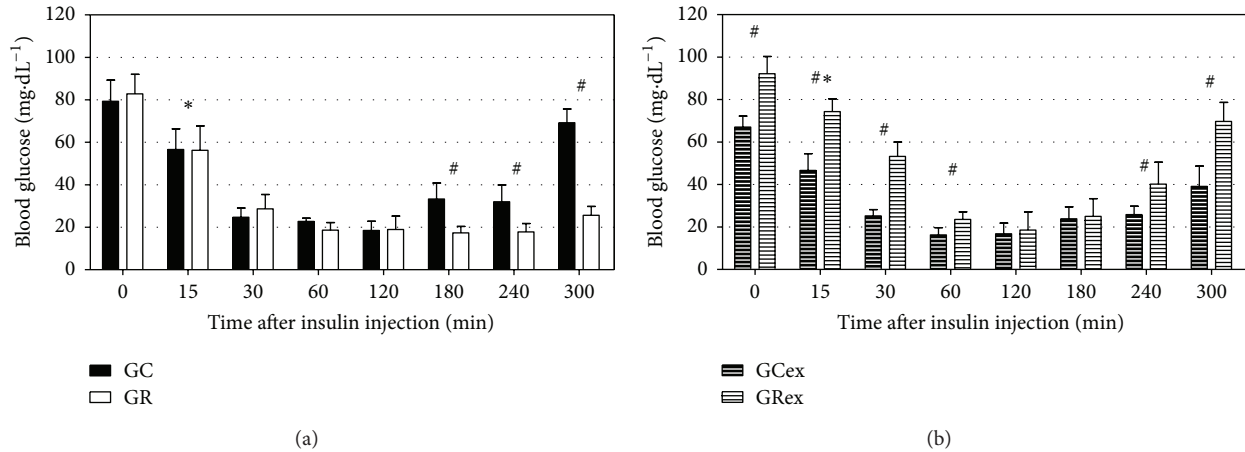 Blood glucose (mg·dL⁻¹)
120
100
80
60
40
20
0
*
#
#
#
0 15 30 60 120 180 240 300
Time after insulin injection (min)
GC
GR
(a)
Blood glucose (mg·dL⁻¹)
120
100
80
60
40
20
0
#
# *
#
#
#
#
0 15 30 60 120 180 240 300
Time after insulin injection (min)
GCex
GRex
(b)